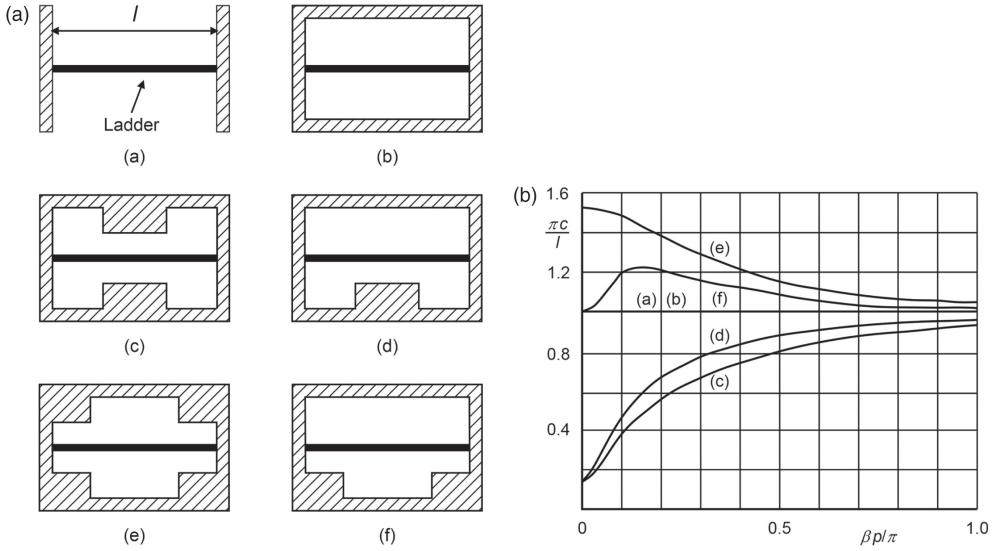 (a)
l
Ladder
(a)
(b)
(c)
(d)
(e)
(f)
(b)
1.6
πc
l
1.2
0.8
0.4
(e)
(a) (b) (f)
(d)
(c)
0 0.5 1.0
βp/π